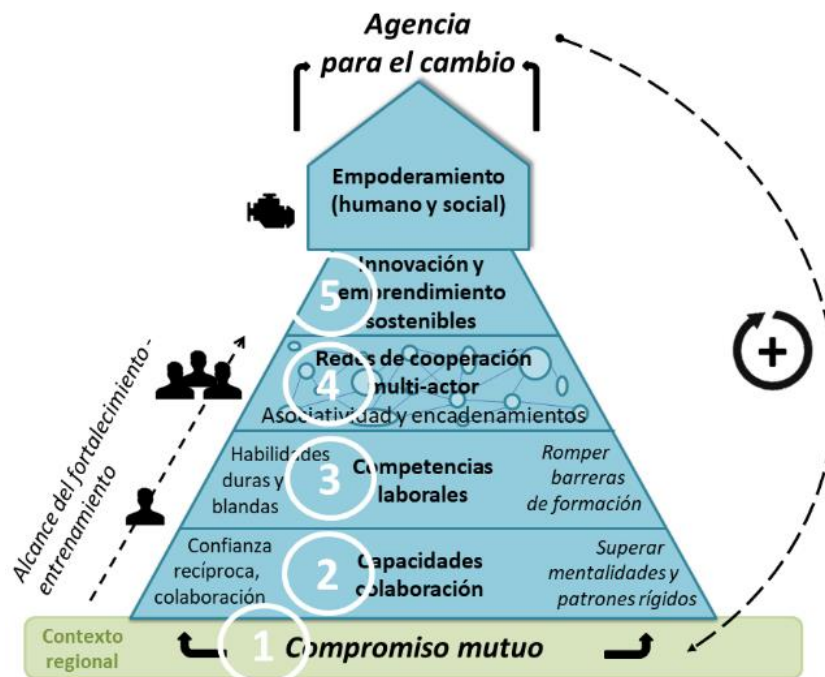 Agencia
para el cambio
Empoderamiento
(humano y social)
5
Innovación y
emprendimiento
sostenibles
4
Redes de cooperación
multi-actor
Asociatividad y encadenamientos
Habilidades
duras y
blandas
3
Competencias
laborales
Romper
barreras
de formación
Confianza
recíproca,
colaboración
2
Capacidades
colaboración
Superar
mentalidades y
patrones rígidos
Alcance del fortalecimiento -
entrenamiento
+
Contexto
regional
1
Compromiso mutuo